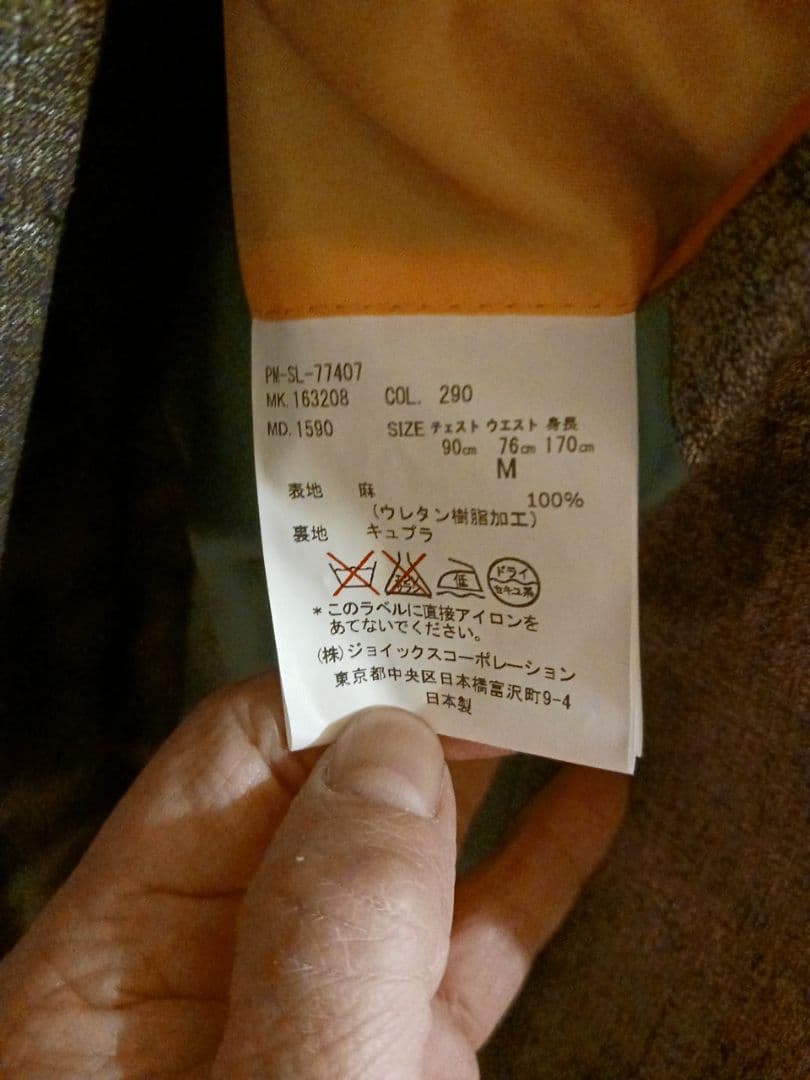 PM-SL-77407
MK. 163208 COL. 290
MD. 1590 SIZE チェスト ウエスト 身長
90cm 76cm 170cm
M
表地 麻 100%
(ウレタン樹脂加工)
裏地 キュプラ
低 ドライ
セキユ系
*このラベルに直接アイロンを
あてないでください。
(株)ジョイックスコーポレーション
東京都中央区日本橋富沢町9-4
日本製